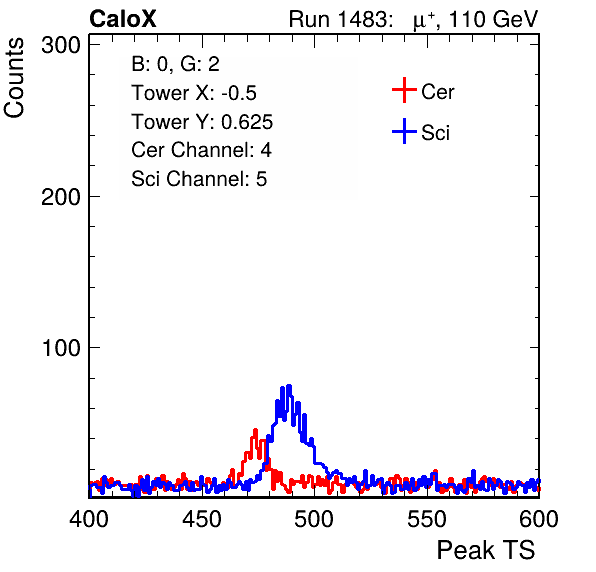 CaloX
Run 1483: μ+, 110 GeV
Counts
B: 0, G: 2
Tower X: -0.5
Tower Y: 0.625
Cer Channel: 4
Sci Channel: 5
Cer
Sci
300
200
100
400 450 500 550 600
Peak TS